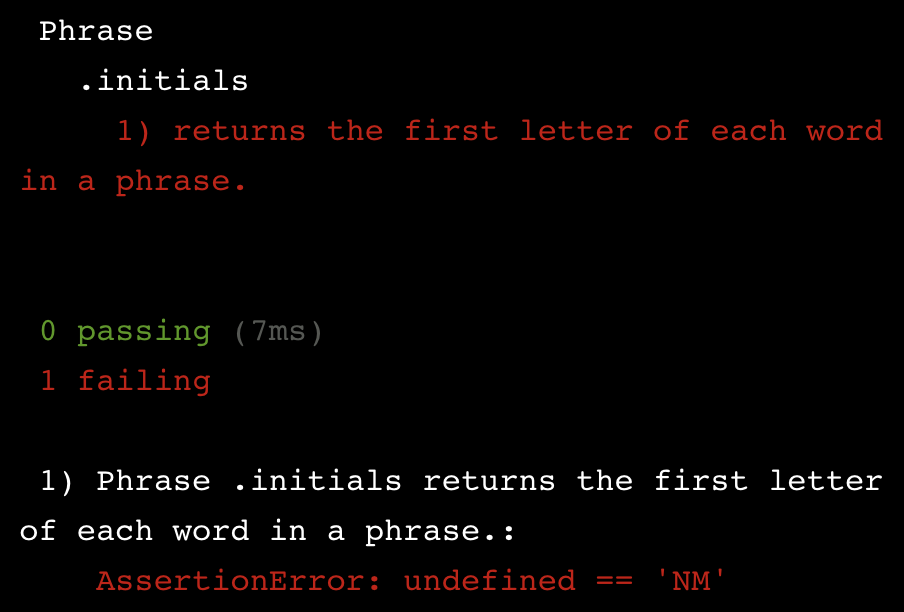 Phrase
.initials
1) returns the first letter of each word
in a phrase.
0 passing (7ms)
1 failing
1) Phrase .initials returns the first letter
of each word in a phrase.:
AssertionError: undefined == 'NM'